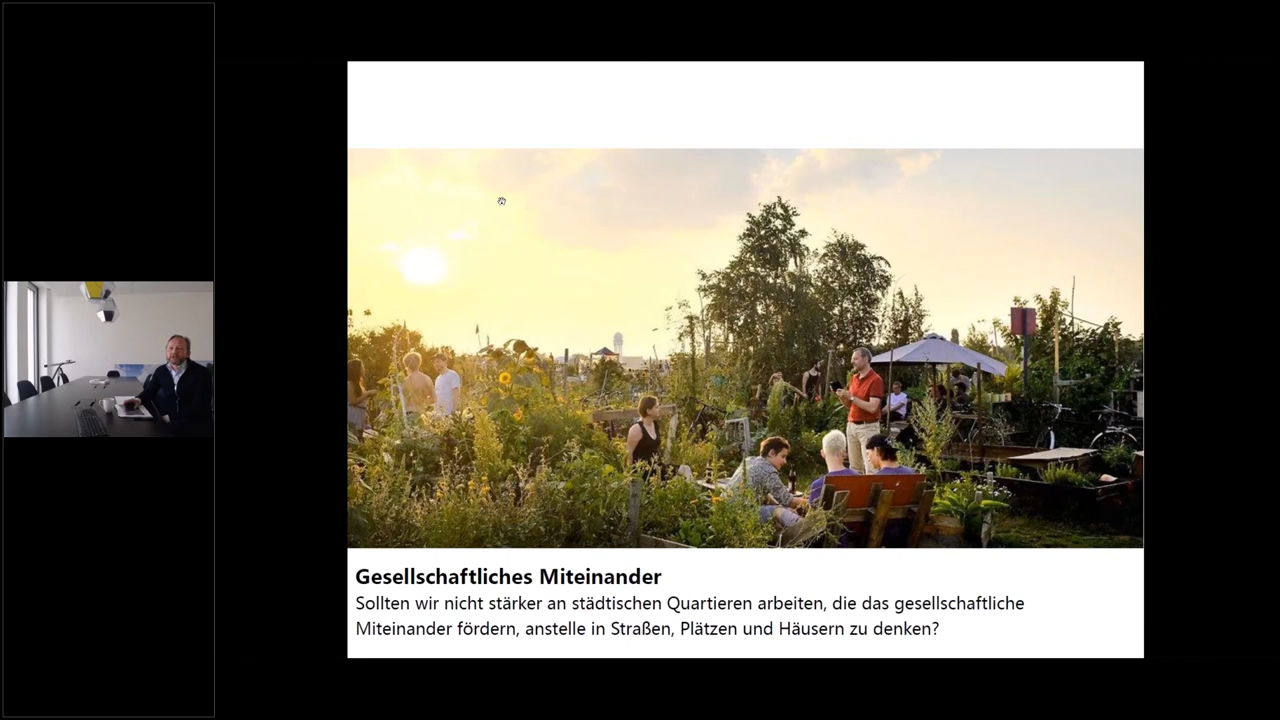 Gesellschaftliches Miteinander
Sollten wir nicht stärker an städtischen Quartieren arbeiten, die das gesellschaftliche
Miteinander fördern, anstelle in Straßen, Plätzen und Häusern zu denken?